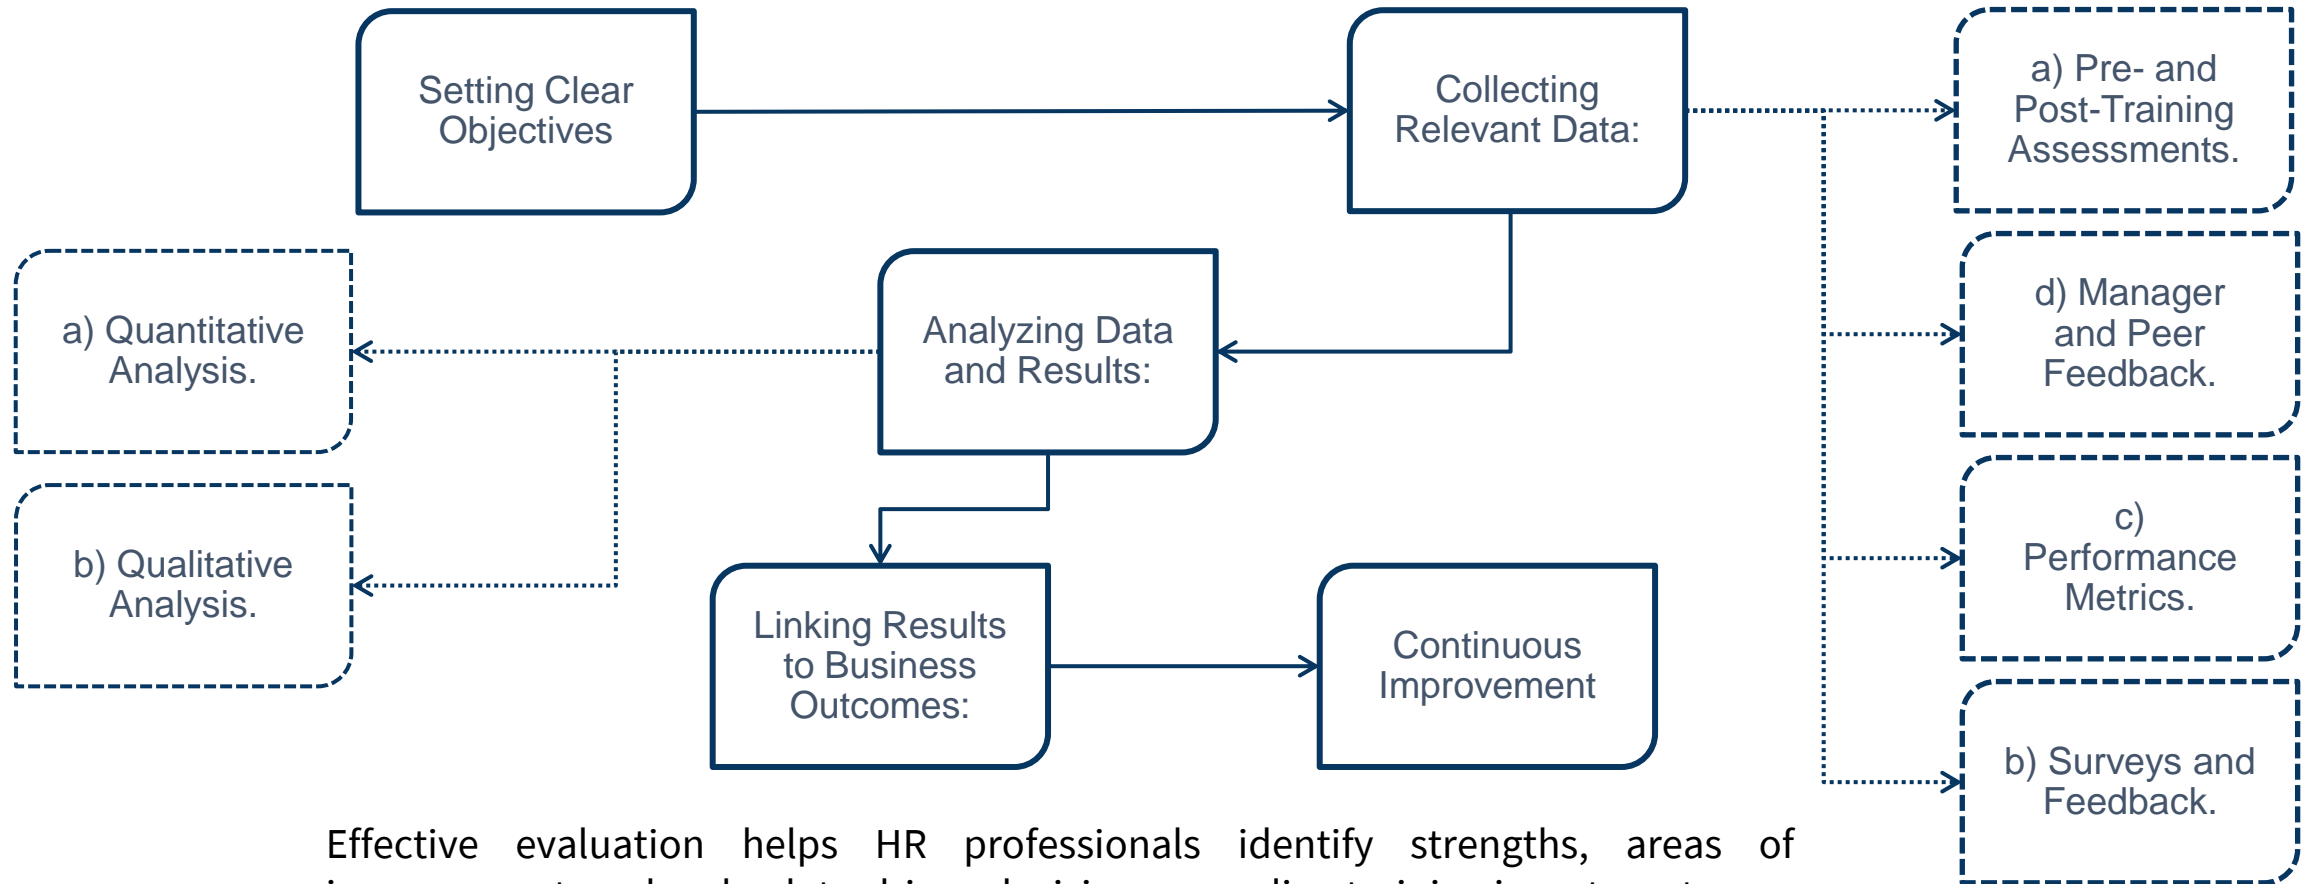 Setting Clear
Objectives
Collecting
Relevant Data:
a) Pre- and
Post-Training
Assessments.
d) Manager
and Peer
Feedback.
c)
Performance
Metrics.
b) Surveys and
Feedback.
Analyzing Data
and Results:
a) Quantitative
Analysis.
b) Qualitative
Analysis.
Linking Results
to Business
Outcomes:
Continuous
Improvement
Effective evaluation helps HR professionals identify strengths, areas of